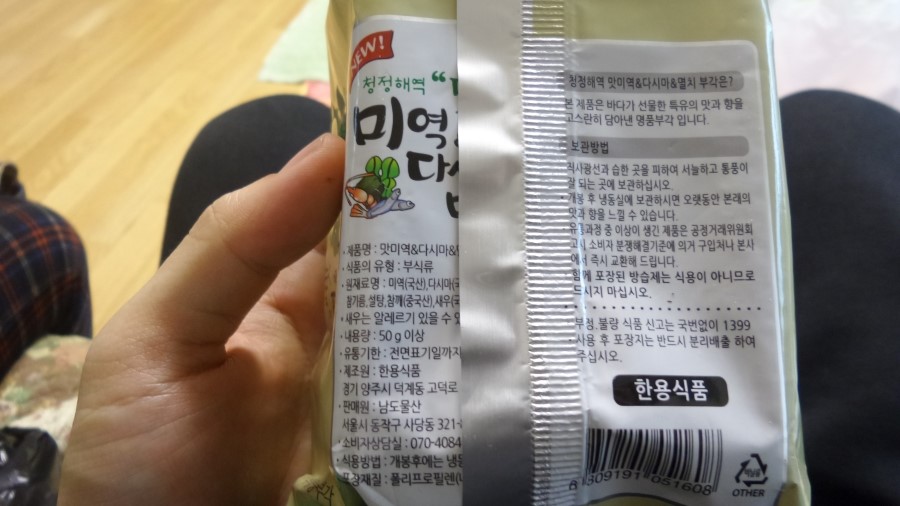 NEW!
청정해역
미역
· 제품명 : 맛미역&다시마&
· 식품의 유형 : 부식류
· 원재료명 : 미역(국산),다시마
참기름,설탕,참깨(중국산),새우
· 새우는 알레르기 있을 수 있
· 내용량 : 50 g 이상
· 유통기한 : 전면표기일까지
· 제조원 : 한용식품
경기 양주시 덕계동 고덕로
· 판매원 : 남도물산
서울시 동작구 사당동 321-
· 소비자상담실 : 070-4084
· 식용방법 : 개봉후에는 냉동
포장재질 : 폴리프로필렌
청정해역 맛미역&다시마&멸치 부각은?
본 제품은 바다가 선물한 특유의 맛과 향을
고스란히 담아낸 명품부각 입니다.
보관방법
직사광선과 습한 곳을 피하여 서늘하고 통풍이
잘 되는 곳에 보관하십시오.
개봉 후 냉동실에 보관하시면 오랫동안 본래의
맛과 향을 느낄 수 있습니다.
유통과정 중 이상이 생긴 제품은 공정거래위원회
고시 소비자 분쟁해결기준에 의거 구입처나 본사
에서 즉시 교환해 드립니다.
함께 포장된 방습제는 식용이 아니므로
드시지 마십시오.
부정, 불량 식품 신고는 국번없이 1399
· 사용 후 포장지는 반드시 분리배출 하여
주십시오.
한용식품
8 809191 051608
OTHER